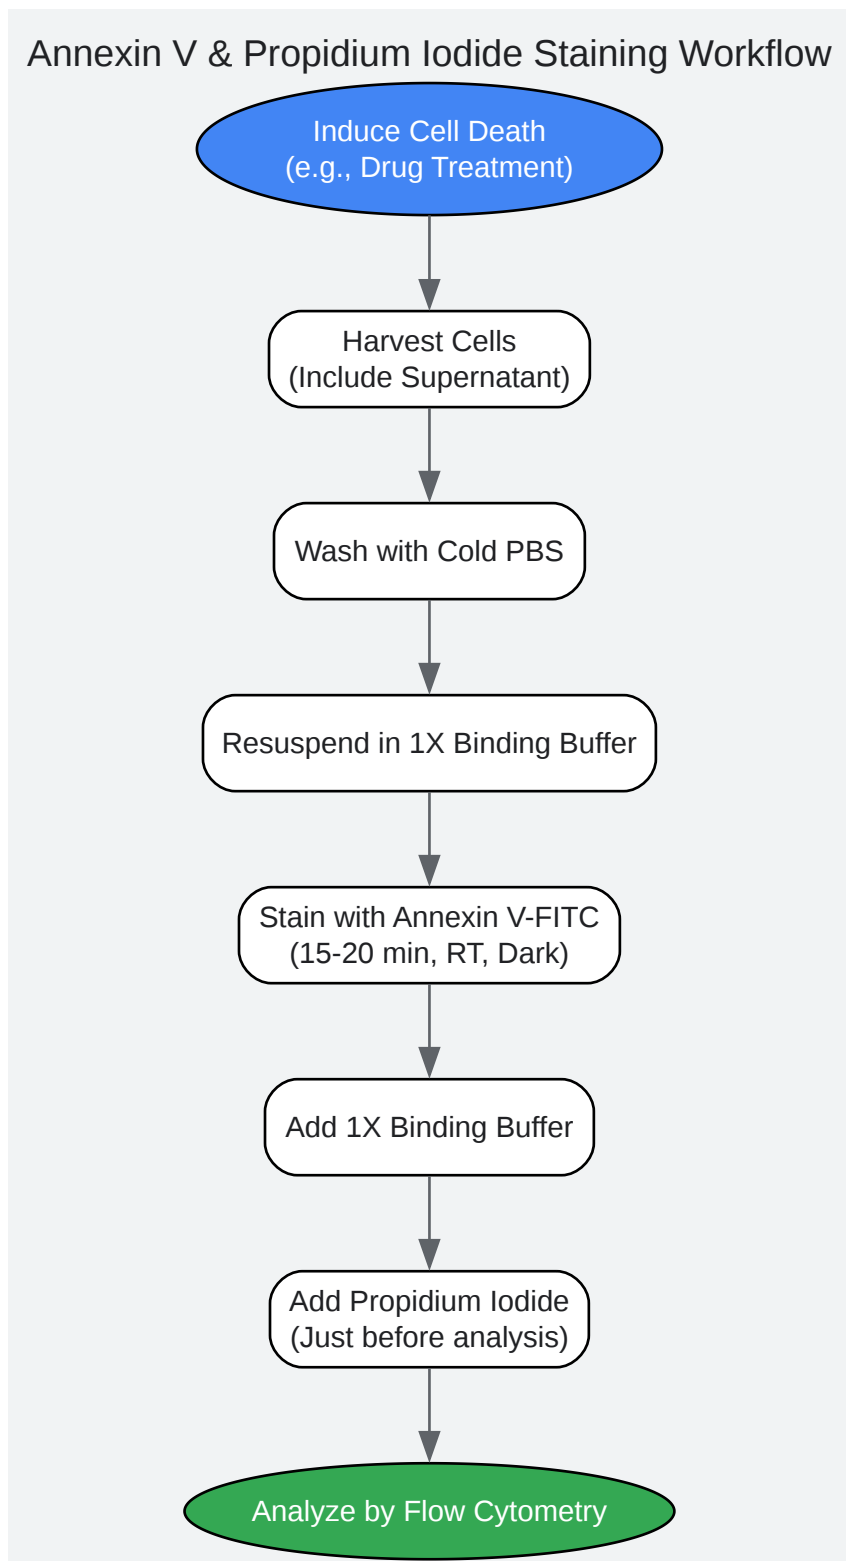 Annexin V & Propidium Iodide Staining Workflow
Induce Cell Death
(e.g., Drug Treatment)
Harvest Cells
(Include Supernatant)
Wash with Cold PBS
Resuspend in 1X Binding Buffer
Stain with Annexin V-FITC
(15-20 min, RT, Dark)
Add 1X Binding Buffer
Add Propidium Iodide
(Just before analysis)
Analyze by Flow Cytometry